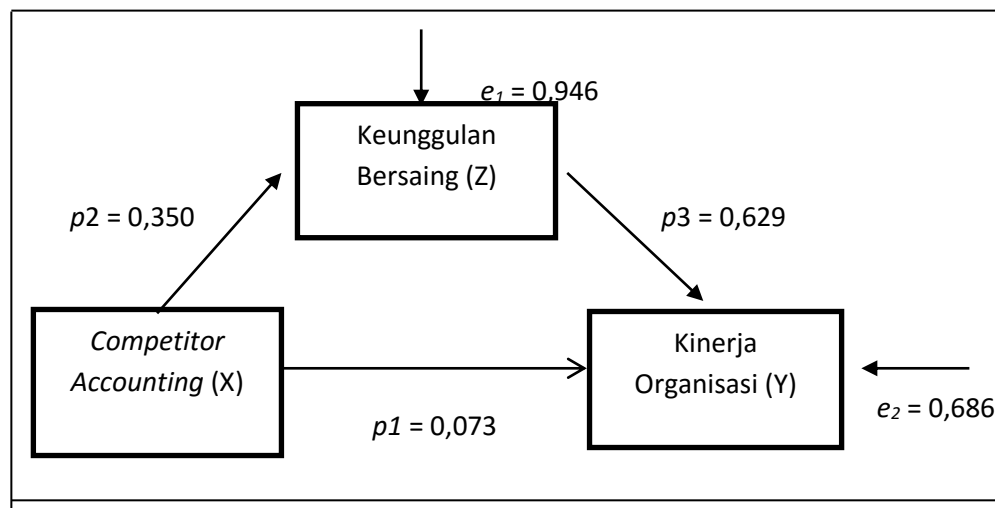 e₁ = 0,946
Keunggulan
Bersaing (Z)
p2 = 0,350
p3 = 0,629
Competitor
Accounting (X)
Kinerja
Organisasi (Y)
p1 = 0,073
e₂ = 0,686